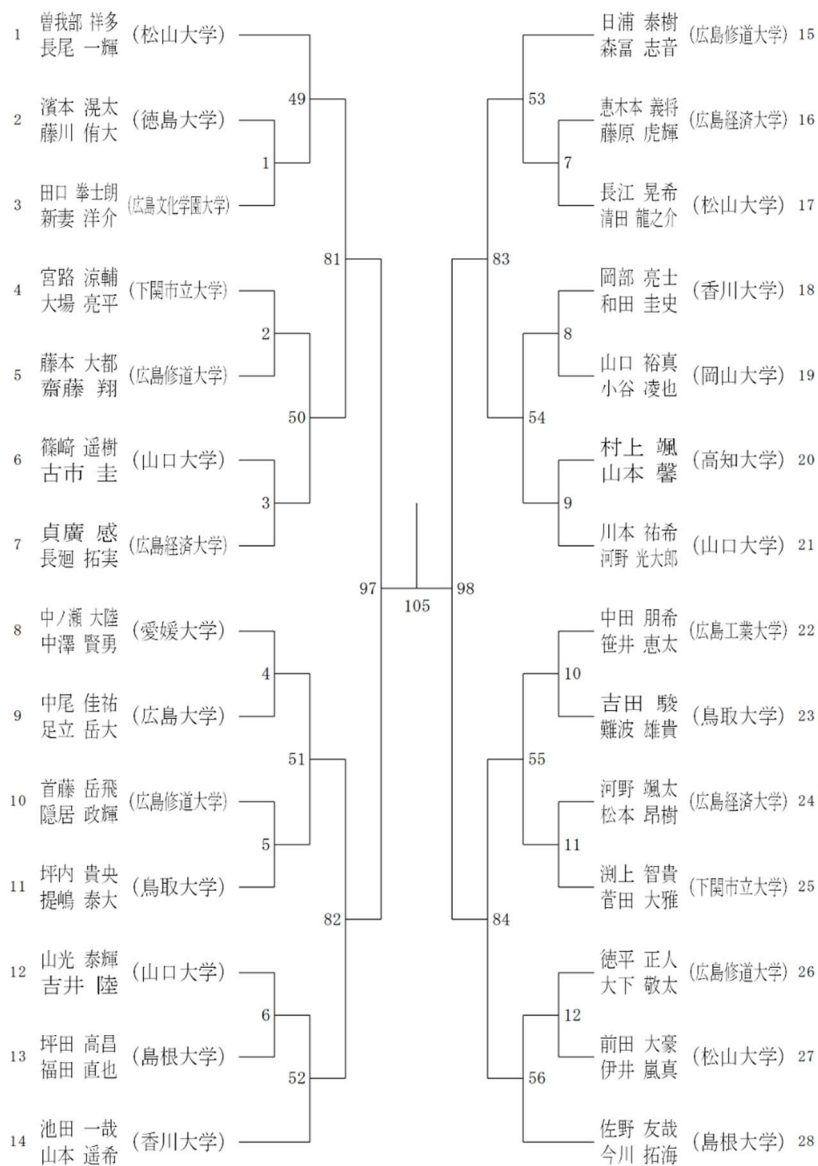 1 曽我部 祥多 (松山大学)
長尾 一輝
2 濱本 滉太 (徳島大学)
藤川 侑大
3 田口 拳士朗 (広島文化学園大学)
新妻 洋介
4 宮路 涼輔 (下関市立大学)
大場 亮平
5 藤本 大都 (広島修道大学)
齋藤 翔
6 篠﨑 遥樹 (山口大学)
古市 圭
7 貞廣 感 (広島経済大学)
長廻 拓実
8 中ノ瀬 大陸 (愛媛大学)
中澤 賢勇
9 中尾 佳祐 (広島大学)
足立 岳大
10 首藤 岳飛 (広島修道大学)
隠居 政輝
11 坪内 貴央 (鳥取大学)
提嶋 泰大
12 山光 泰輝 (山口大学)
吉井 陸
13 坪田 高昌 (島根大学)
福田 直也
14 池田 一哉 (香川大学)
山本 遥希
49
1
81
2
50
3
97
4
51
5
82
6
52
105
53
7
83
8
54
9
98
10
55
11
84
12
56
日浦 泰樹 (広島修道大学) 15
森冨 志音
恵木本 義将 (広島経済大学) 16
藤原 虎輝
長江 晃希 (松山大学) 17
清田 龍之介
岡部 亮士 (香川大学) 18
和田 圭史
山口 裕真 (岡山大学) 19
小谷 凌也
村上 颯 (高知大学) 20
山本 馨
川本 祐希 (山口大学) 21
河野 光太郎
中田 朋希 (広島工業大学) 22
笹井 恵太
吉田 駿 (鳥取大学) 23
難波 雄貴
河野 颯太 (広島経済大学) 24
松本 昂樹
渕上 智貴 (下関市立大学) 25
菅田 大雅
徳平 正人 (広島修道大学) 26
大下 敬太
前田 大豪 (松山大学) 27
伊井 嵐真
佐野 友哉 (島根大学) 28
今川 拓海